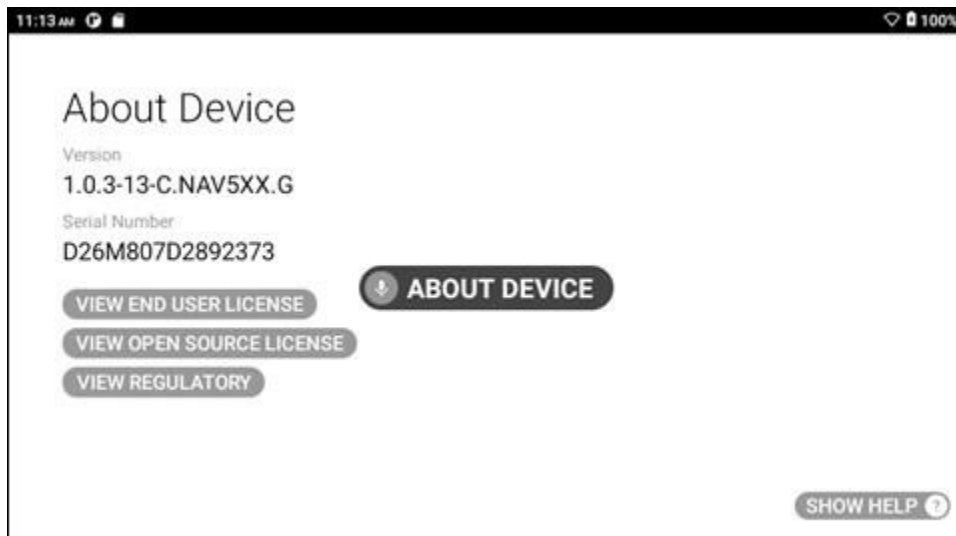 11:13 AM
100%
About Device
Version
1.0.3-13-C.NAV5XX.G
Serial Number
D26M807D2892373
ABOUT DEVICE
VIEW END USER LICENSE
VIEW OPEN SOURCE LICENSE
VIEW REGULATORY
SHOW HELP ?